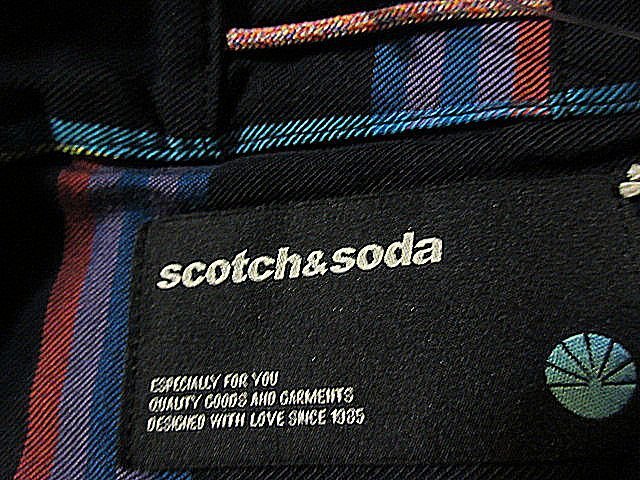 scotch&soda
ESPECIALLY FOR YOU
QUALITY GOODS AND GARMENTS
DESIGNED WITH LOVE SINCE 1985